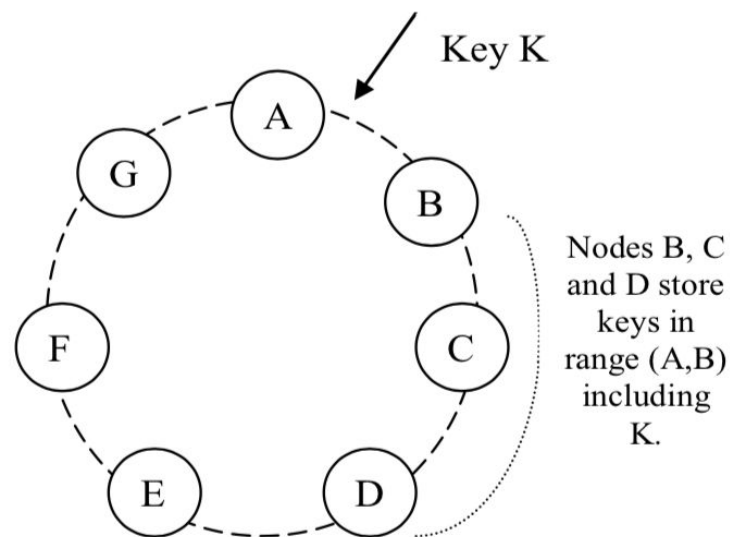 Key K
A
G
B
Nodes B, C
and D store
keys in
range (A,B)
including
K.
F
C
E
D